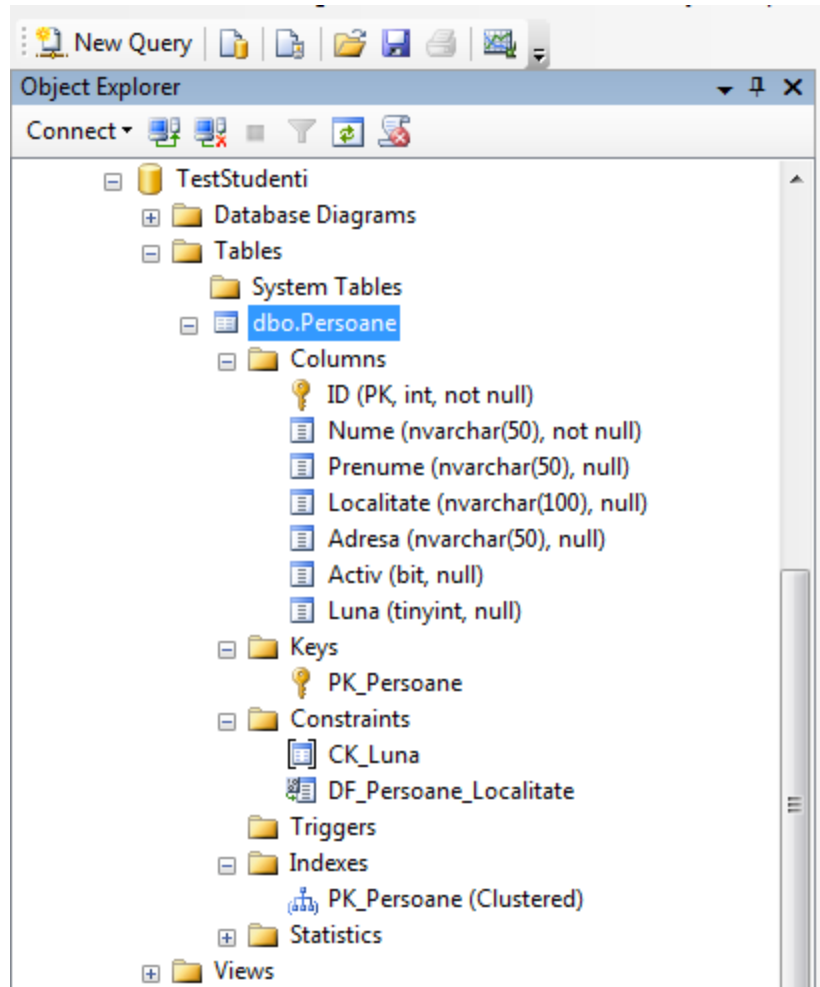 New Query
Object Explorer
Connect
TestStudenti
Database Diagrams
Tables
System Tables
dbo.Persoane
Columns
ID (PK, int, not null)
Nume (nvarchar(50), not null)
Prenume (nvarchar(50), null)
Localitate (nvarchar(100), null)
Adresa (nvarchar(50), null)
Activ (bit, null)
Luna (tinyint, null)
Keys
PK_Persoane
Constraints
CK_Luna
DF_Persoane_Localitate
Triggers
Indexes
PK_Persoane (Clustered)
Statistics
Views